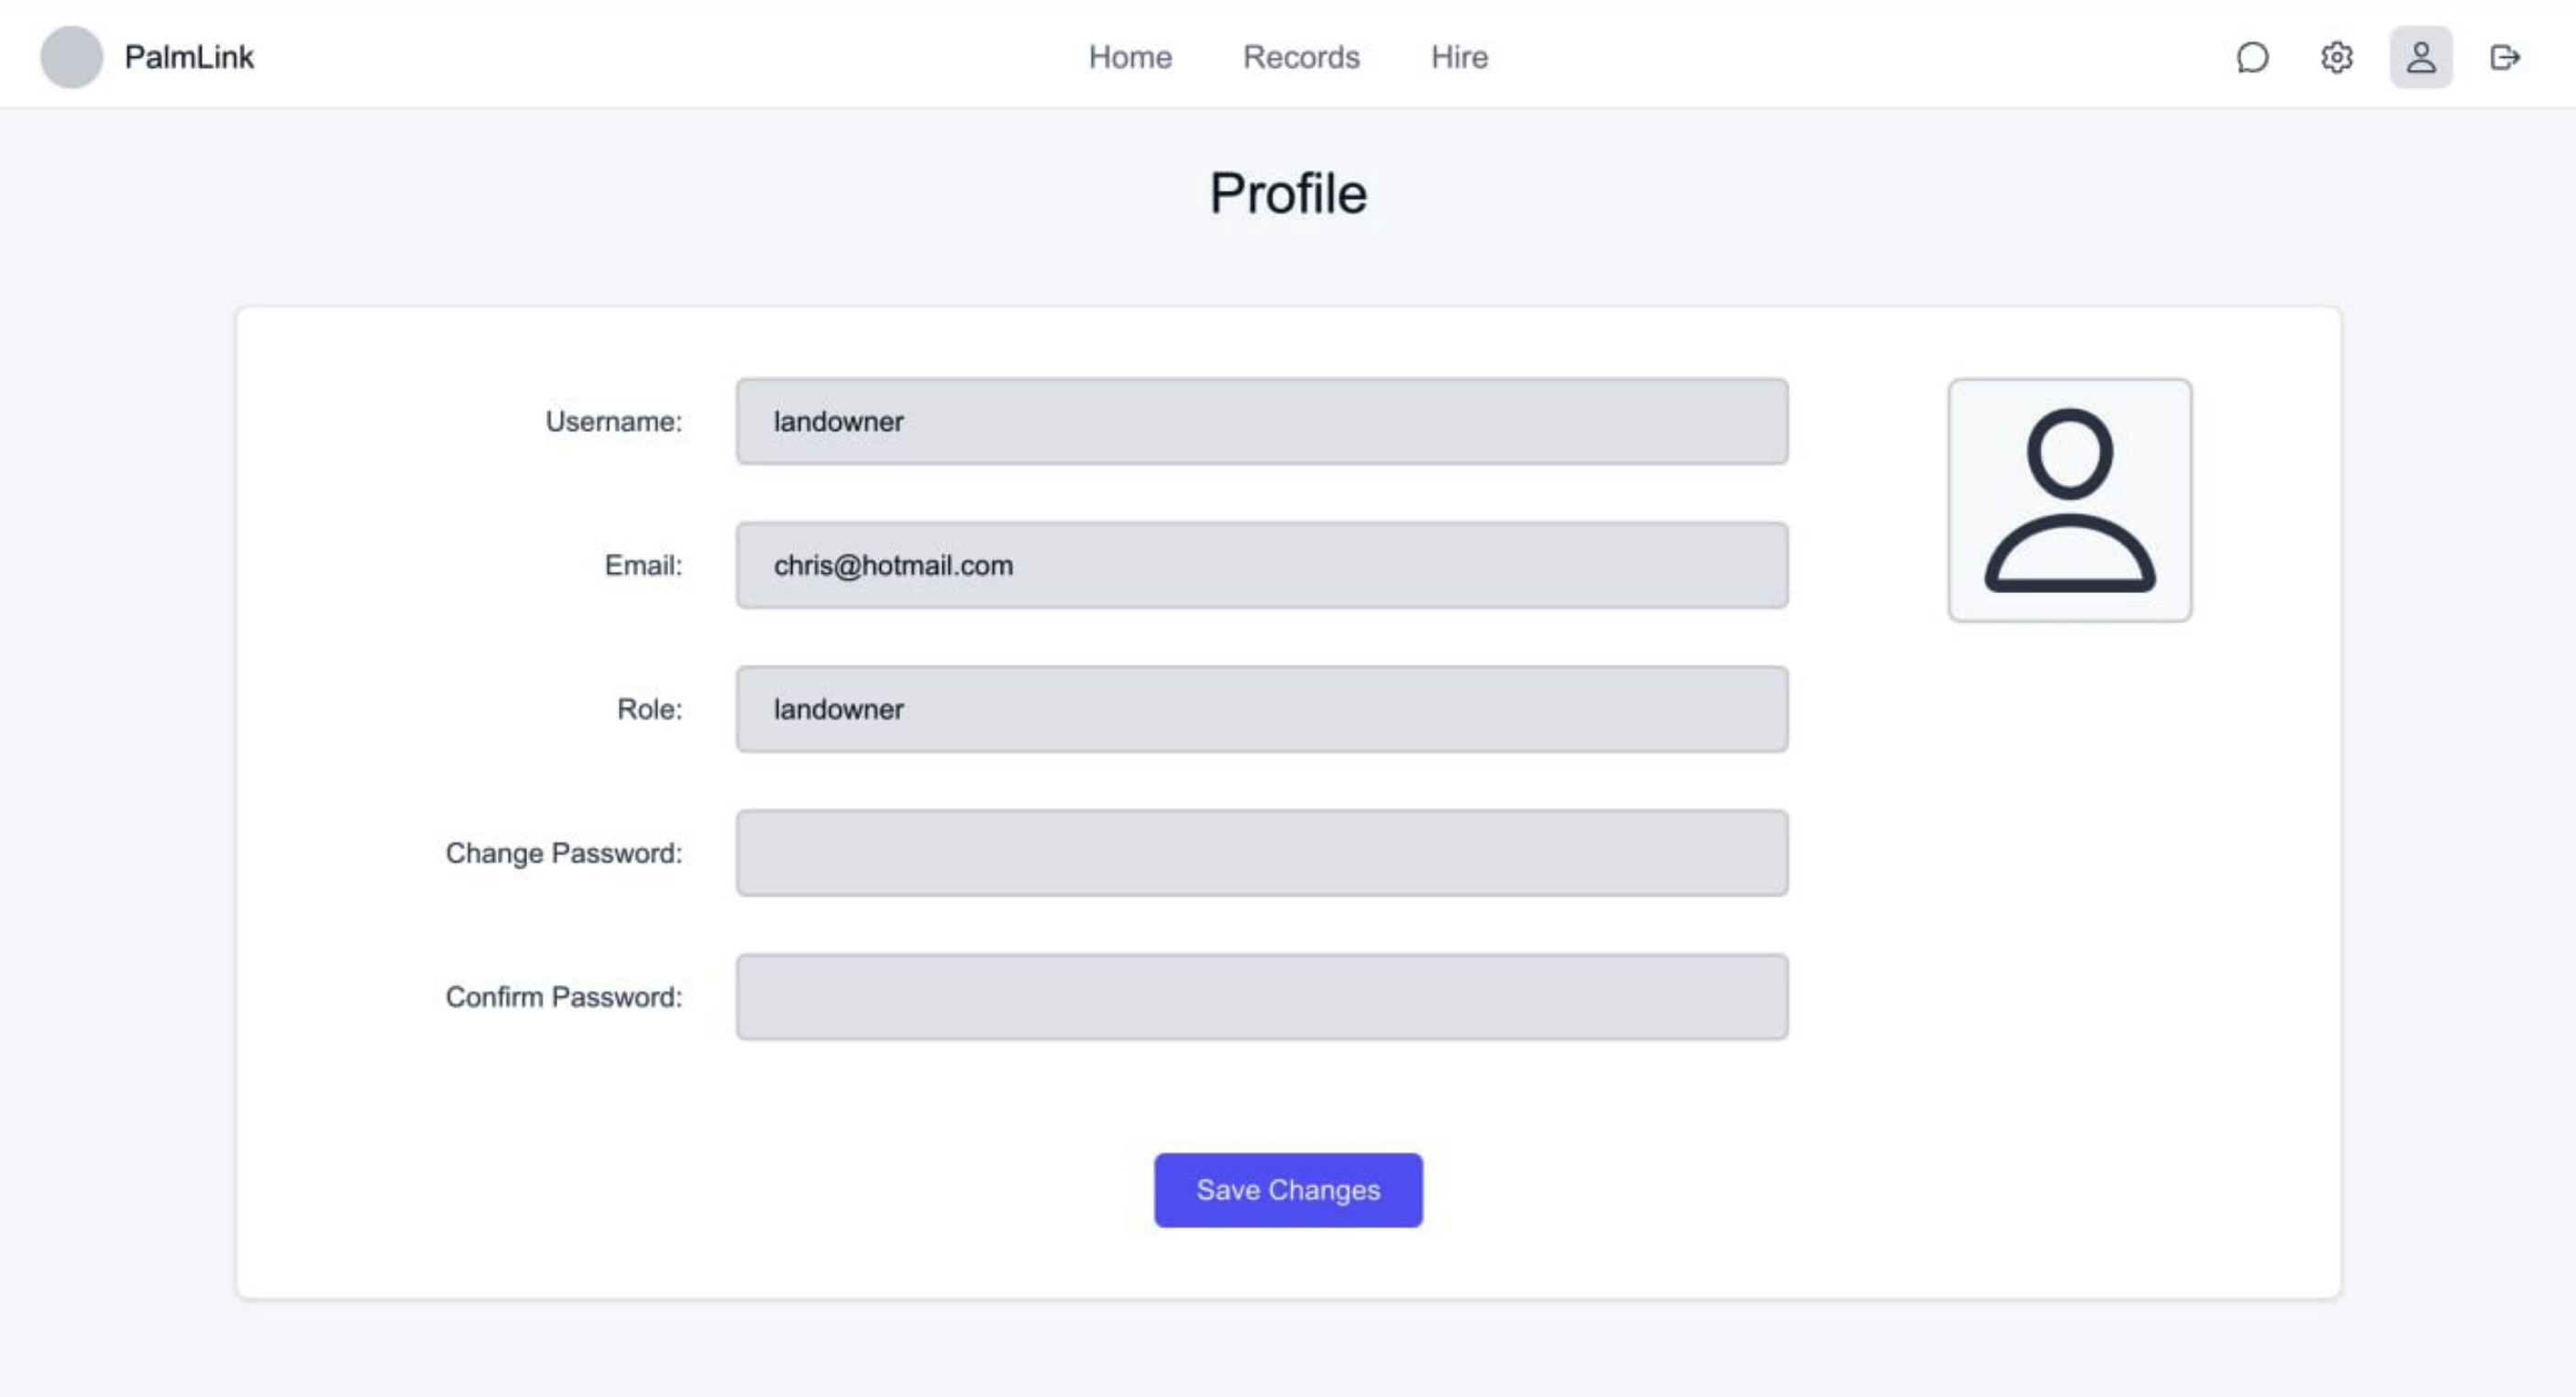 PalmLink
Home Records Hire
Profile
Username: landowner
Email: chris@hotmail.com
Role: landowner
Change Password:
Confirm Password:
Save Changes